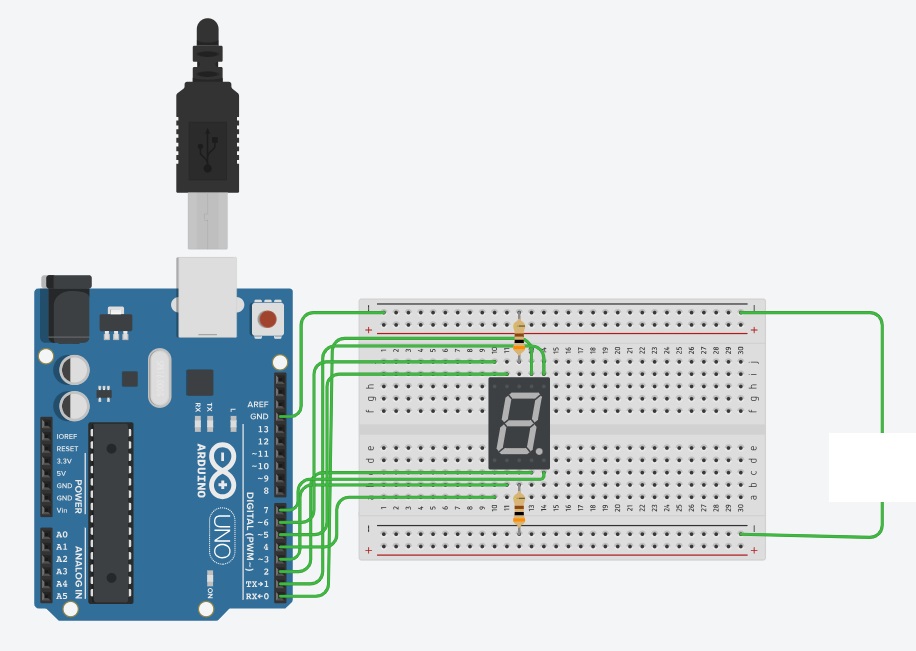 AREF
GND
13
12
~11
~10
~9
8
7
~6
~5
4
~3
2
TX→1
RX←0
DIGITAL (PWM~)
IOREF
RESET
3.3V
5V
GND
GND
Vin
POWER
A0
A1
A2
A3
A4
A5
ANALOG IN
RX
TX
L
ARDUINO
UNO
ON
- -
+ +
1 2 3 4 5 6 7 8 9 10 13 14 15 16 17 18 19 20 21 22 23 24 25 26 27 28 29 30
j j
i i
h h
g g
f f
e e
d d
c c
b b
a a
1 2 3 4 5 6 7 8 9 10 11 13 14 15 16 17 18 19 20 21 22 23 24 25 26 27 28 29 30
- -
+ +
8.